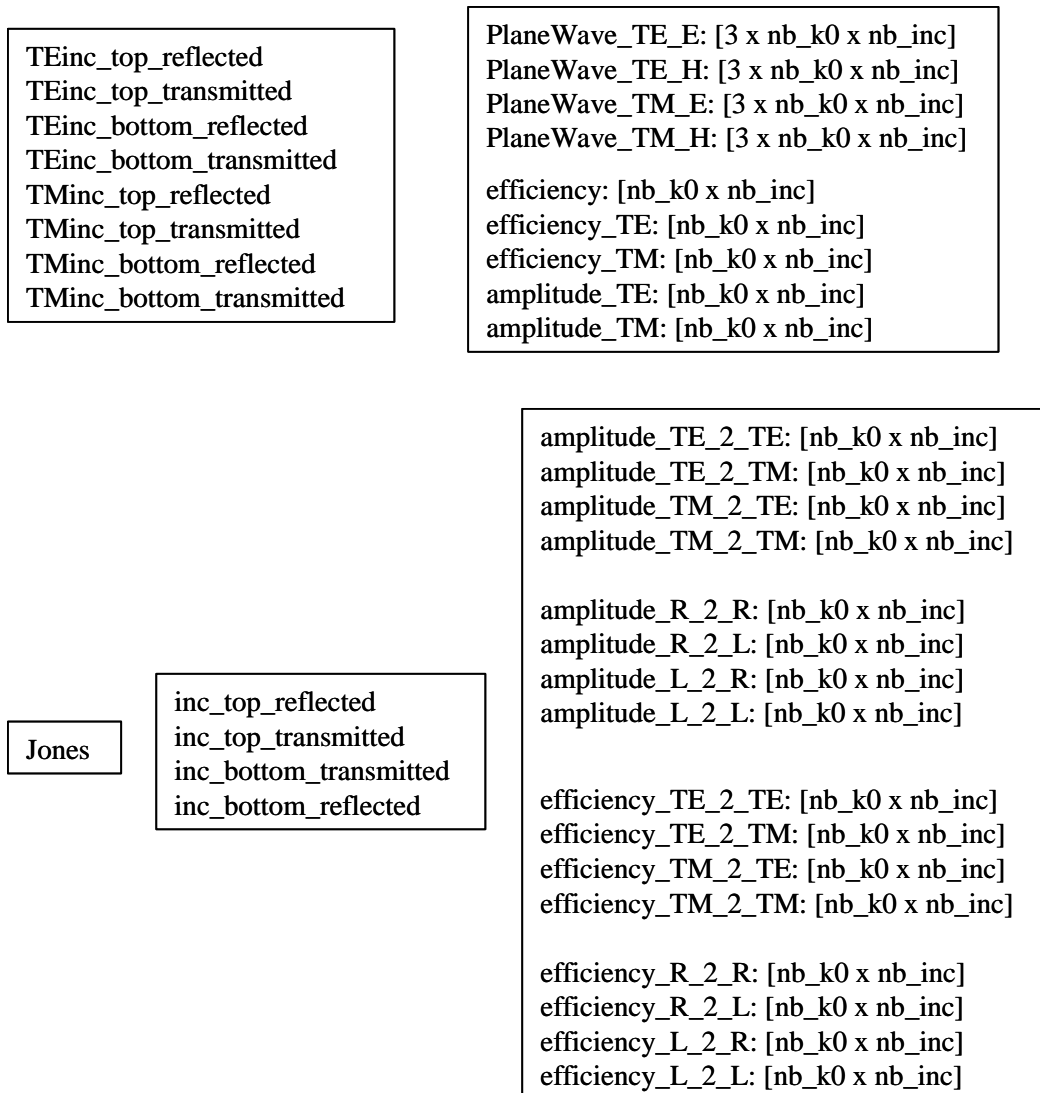 TEinc_top_reflected
TEinc_top_transmitted
TEinc_bottom_reflected
TEinc_bottom_transmitted
TMinc_top_reflected
TMinc_top_transmitted
TMinc_bottom_reflected
TMinc_bottom_transmitted
PlaneWave_TE_E: [3 x nb_k0 x nb_inc]
PlaneWave_TE_H: [3 x nb_k0 x nb_inc]
PlaneWave_TM_E: [3 x nb_k0 x nb_inc]
PlaneWave_TM_H: [3 x nb_k0 x nb_inc]
efficiency: [nb_k0 x nb_inc]
efficiency_TE: [nb_k0 x nb_inc]
efficiency_TM: [nb_k0 x nb_inc]
amplitude_TE: [nb_k0 x nb_inc]
amplitude_TM: [nb_k0 x nb_inc]
Jones
inc_top_reflected
inc_top_transmitted
inc_bottom_transmitted
inc_bottom_reflected
amplitude_TE_2_TE: [nb_k0 x nb_inc]
amplitude_TE_2_TM: [nb_k0 x nb_inc]
amplitude_TM_2_TE: [nb_k0 x nb_inc]
amplitude_TM_2_TM: [nb_k0 x nb_inc]
amplitude_R_2_R: [nb_k0 x nb_inc]
amplitude_R_2_L: [nb_k0 x nb_inc]
amplitude_L_2_R: [nb_k0 x nb_inc]
amplitude_L_2_L: [nb_k0 x nb_inc]
efficiency_TE_2_TE: [nb_k0 x nb_inc]
efficiency_TE_2_TM: [nb_k0 x nb_inc]
efficiency_TM_2_TE: [nb_k0 x nb_inc]
efficiency_TM_2_TM: [nb_k0 x nb_inc]
efficiency_R_2_R: [nb_k0 x nb_inc]
efficiency_R_2_L: [nb_k0 x nb_inc]
efficiency_L_2_R: [nb_k0 x nb_inc]
efficiency_L_2_L: [nb_k0 x nb_inc]